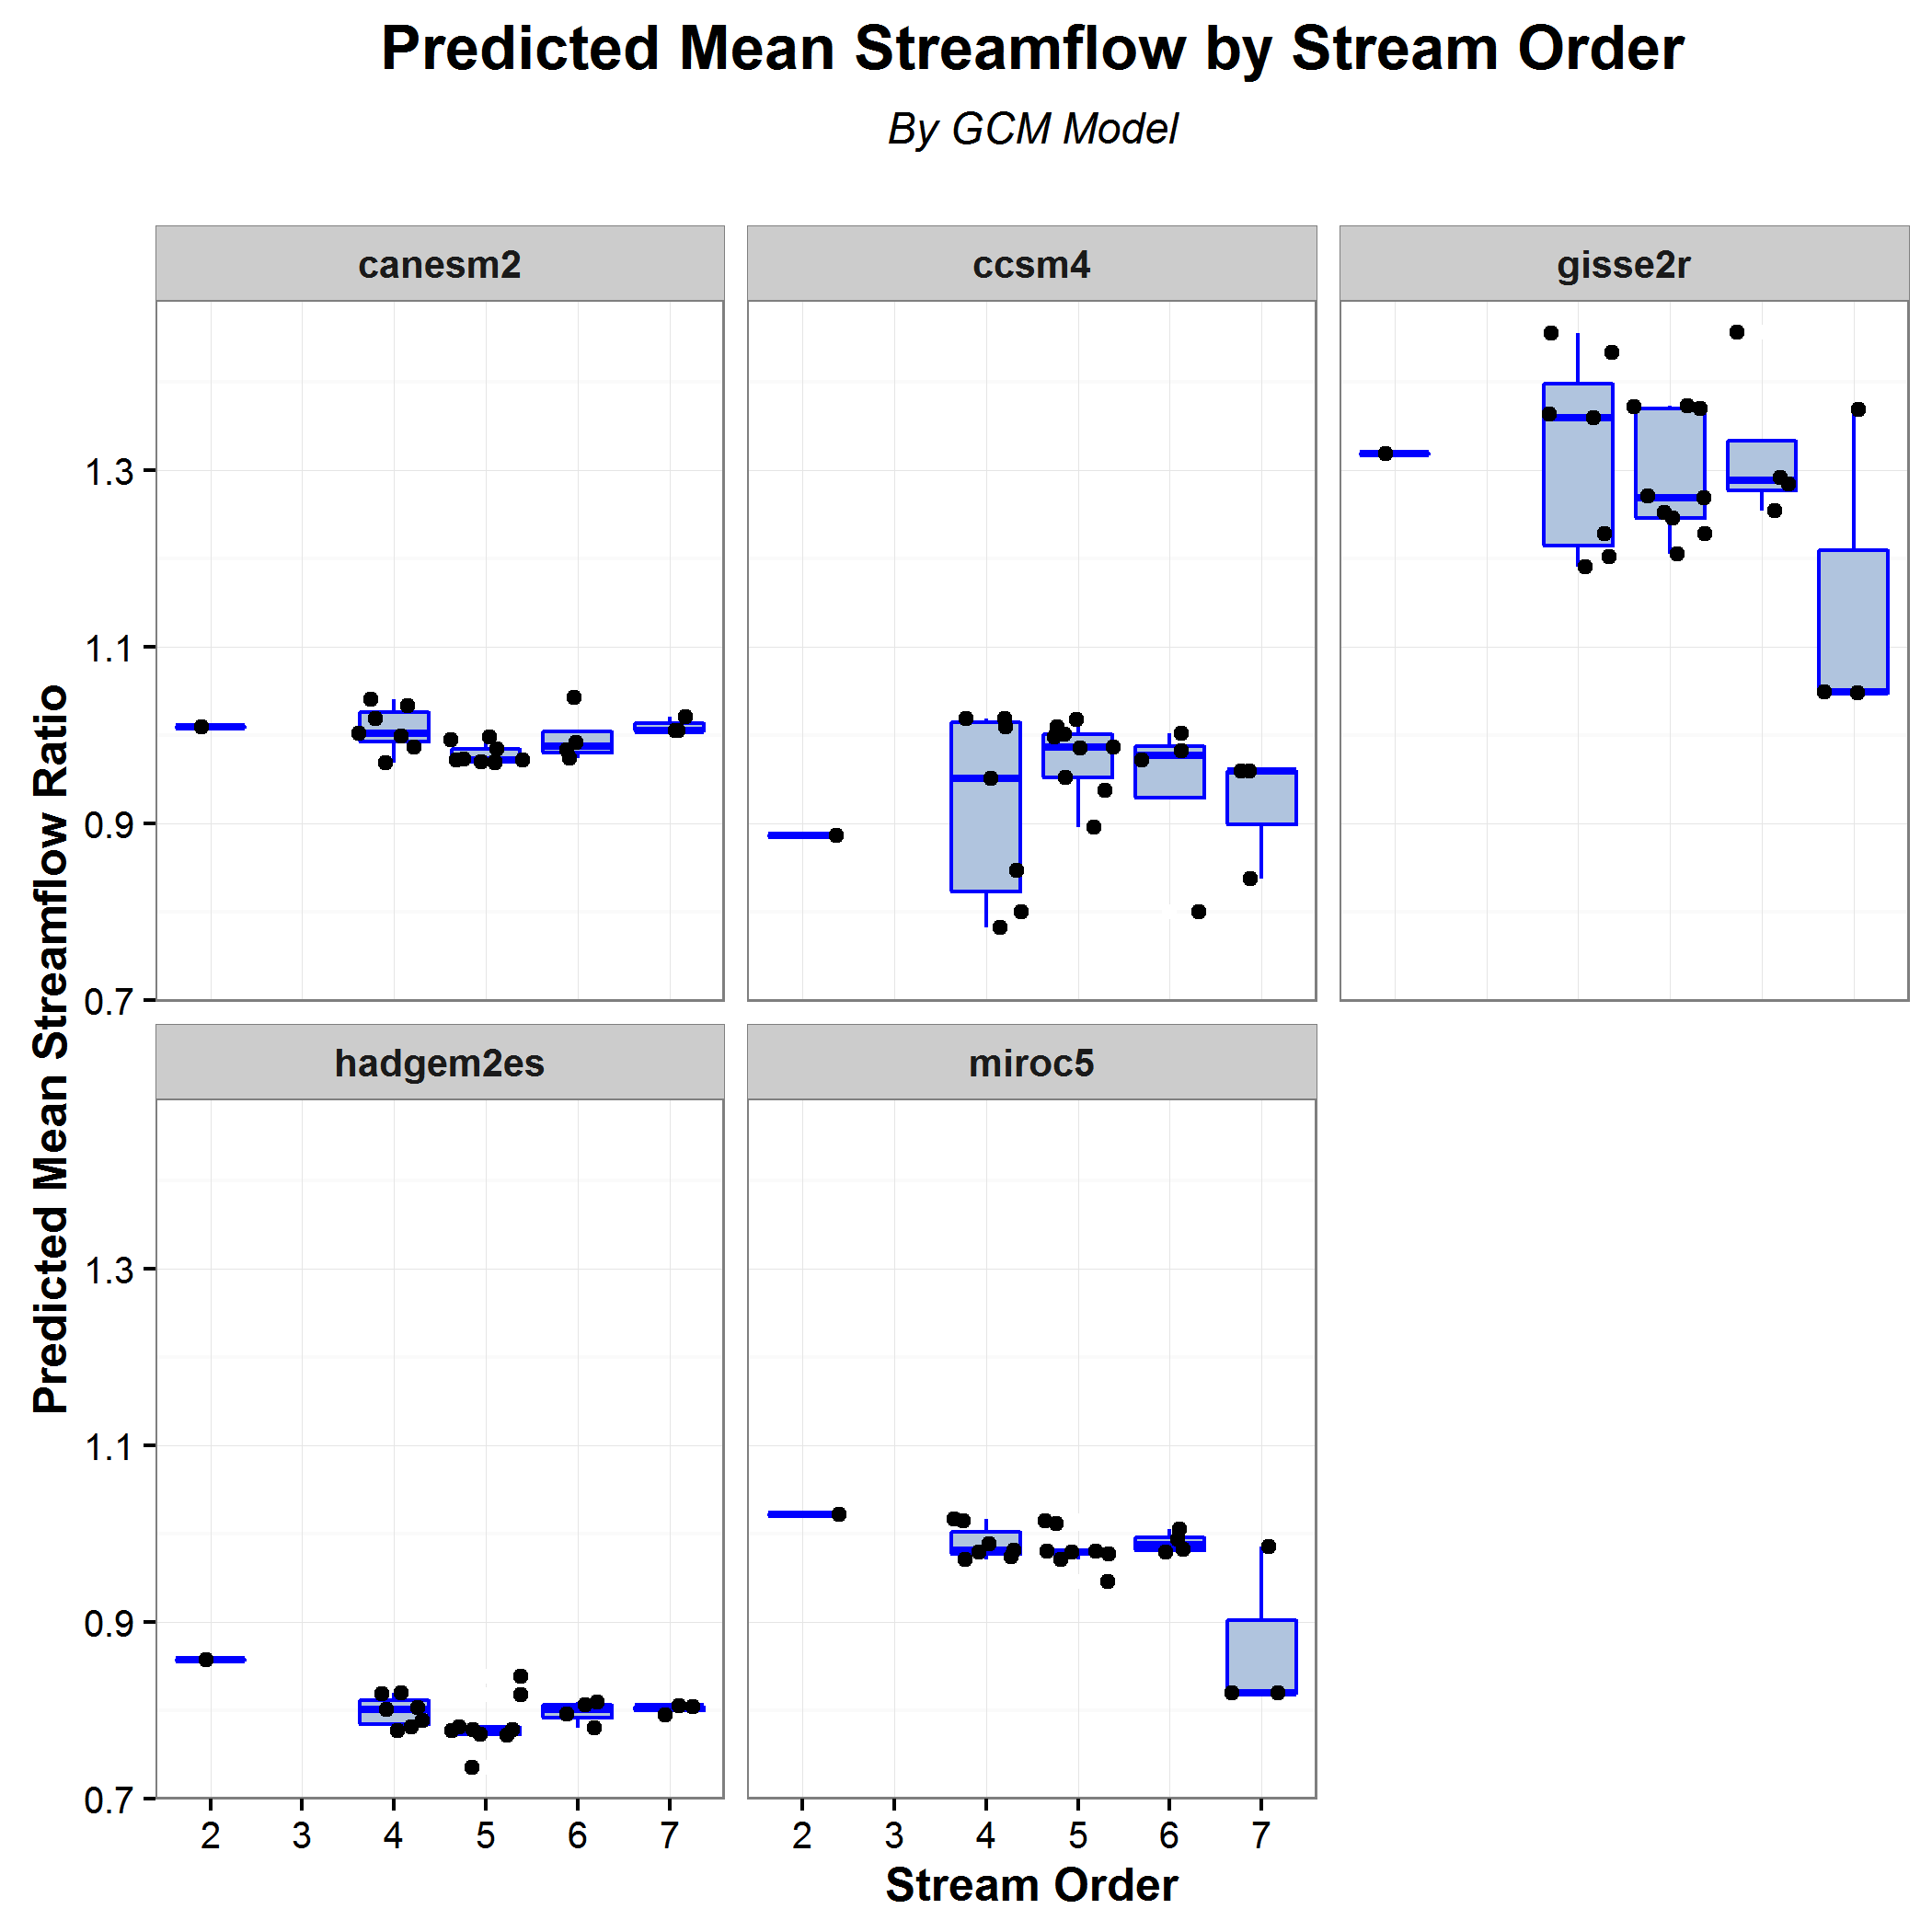 Predicted Mean Streamflow by Stream Order
By GCM Model
canesm2
ccsm4
gisse2r
1.3
1.1
0.9
0.7
Predicted Mean Streamflow Ratio
hadgem2es
miroc5
1.3
1.1
0.9
0.7
2 3 4 5 6 7
2 3 4 5 6 7
Stream Order